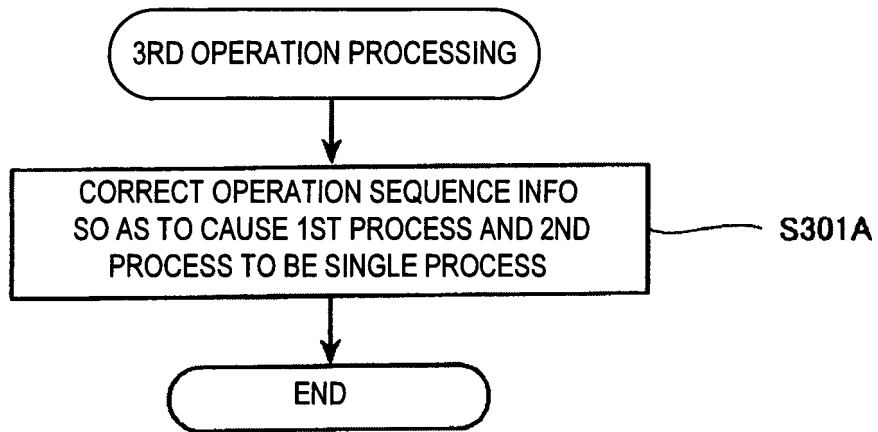 3RD OPERATION PROCESSING
CORRECT OPERATION SEQUENCE INFO
SO AS TO CAUSE 1ST PROCESS AND 2ND
PROCESS TO BE SINGLE PROCESS
S301A
END